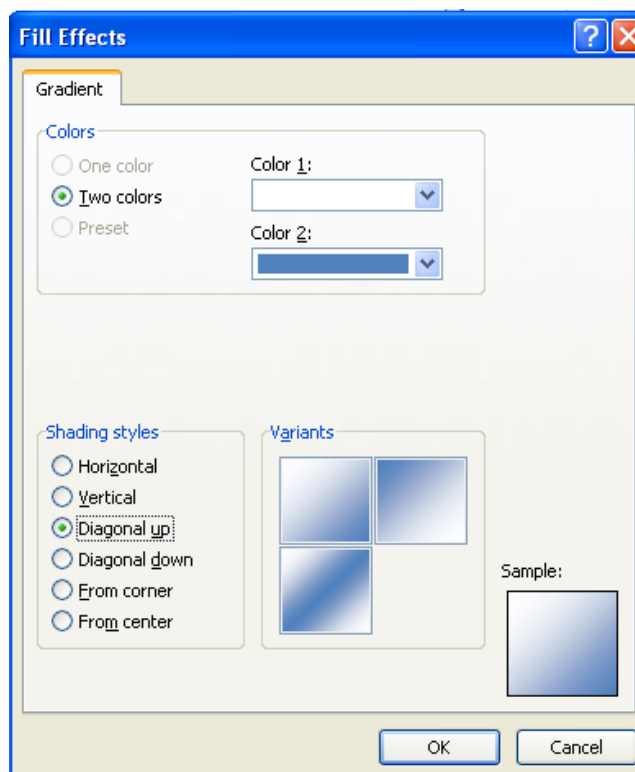 Fill Effects
Gradient
Colors
One color
Two colors
Preset
Color 1:
Color 2:
Shading styles
Horizontal
Vertical
Diagonal up
Diagonal down
From corner
From center
Variants
Sample:
OK
Cancel